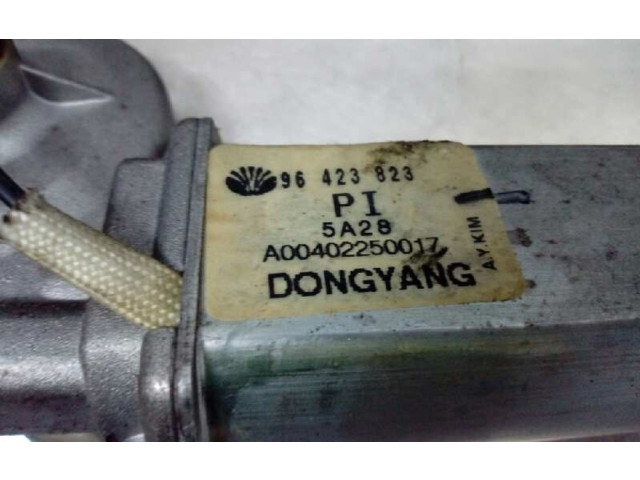 96 423 823
PI
5A28
A00402250017
DONGYANG
A.Y.KIM